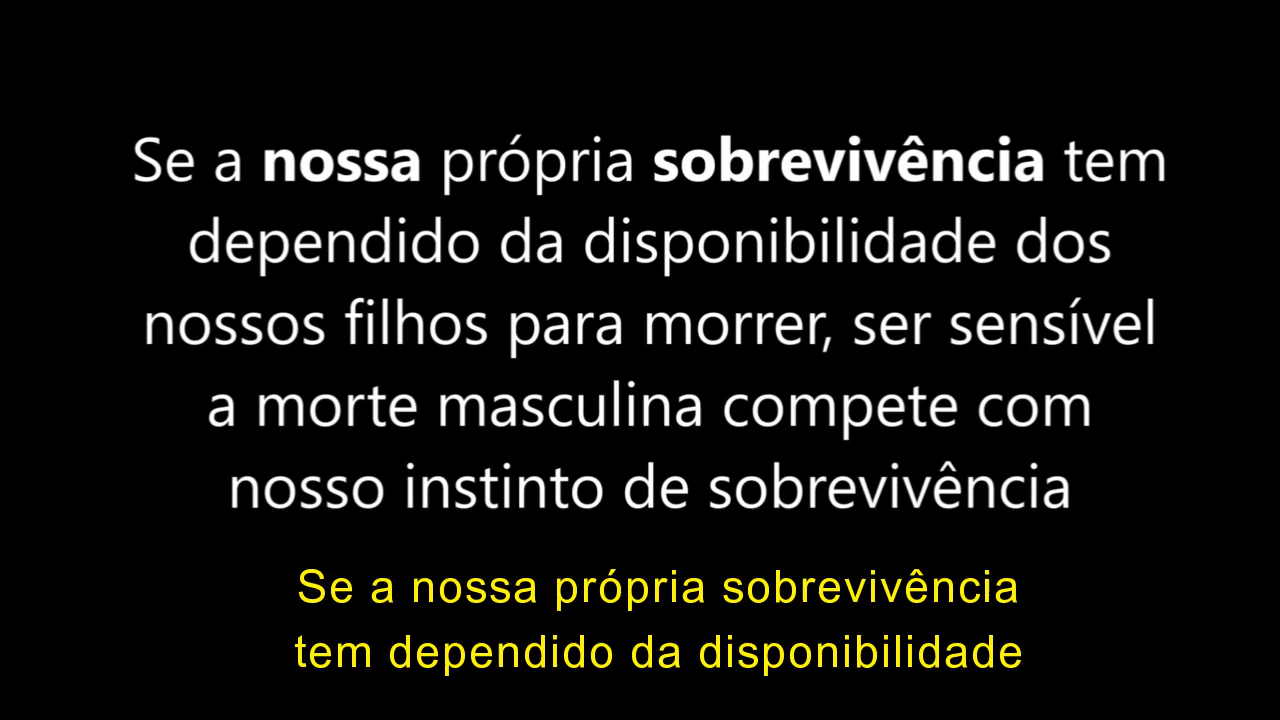 Se a nossa própria sobrevivência tem
dependido da disponibilidade dos
nossos filhos para morrer, ser sensível
a morte masculina compete com
nosso instinto de sobrevivência
Se a nossa própria sobrevivência
tem dependido da disponibilidade